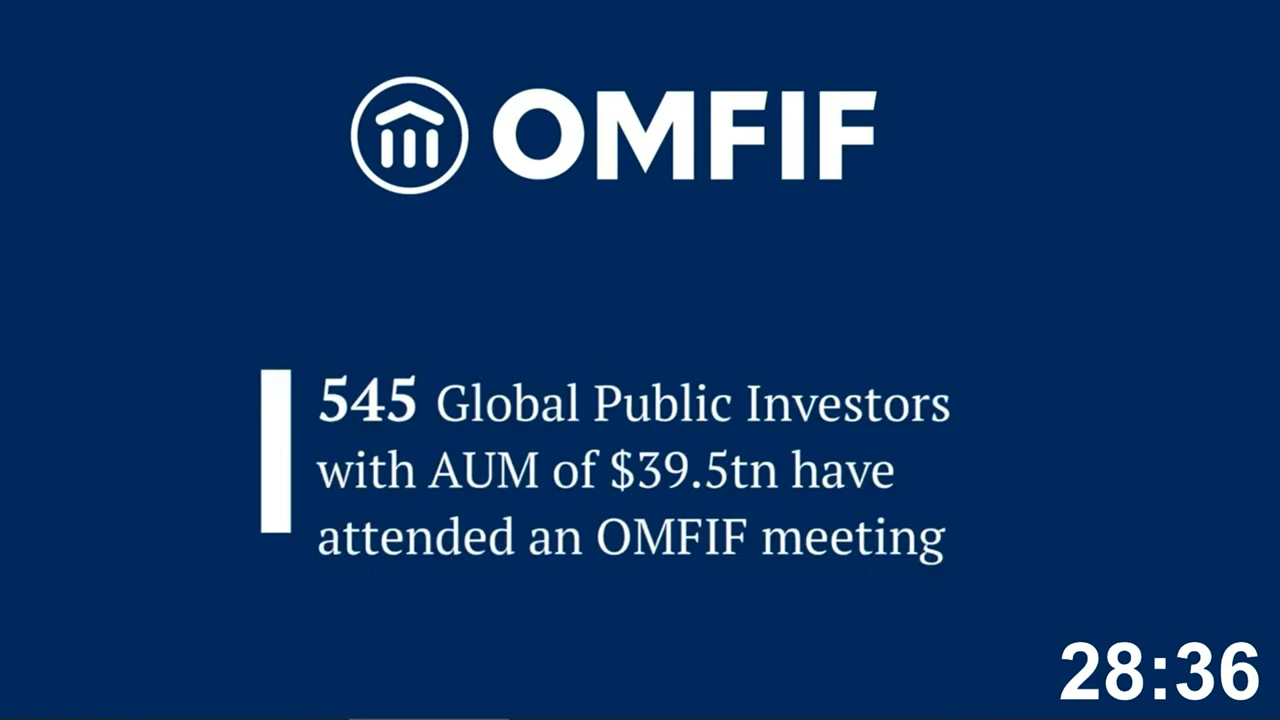 OMFIF
545 Global Public Investors
with AUM of $39.5tn have
attended an OMFIF meeting
28:36